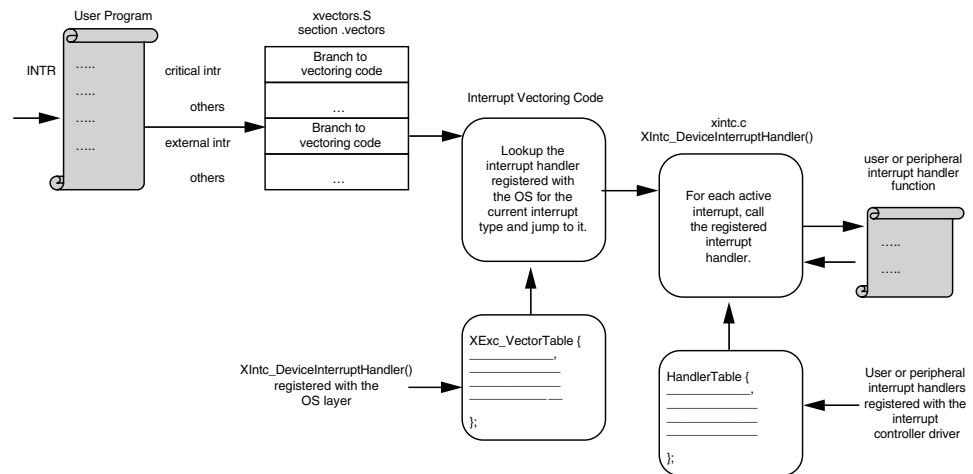 User Program
INTR
.....
.....
.....
.....
critical intr
others
external intr
others
xvectors.S
section .vectors
Branch to
vectoring code
...
Branch to
vectoring code
...
Interrupt Vectoring Code
Lookup the
interrupt handler
registered with
the OS for the
current interrupt
type and jump to it.
xintc.c
XIntc_DeviceInterruptHandler()
For each active
interrupt, call
the registered
interrupt
handler.
user or peripheral
interrupt handler
function
.....
.....
XIntc_DeviceInterruptHandler()
registered with the
OS layer
XExc_VectorTable {
,
};
HandlerTable {
,
};
User or peripheral
interrupt handlers
registered with the
interrupt
controller driver